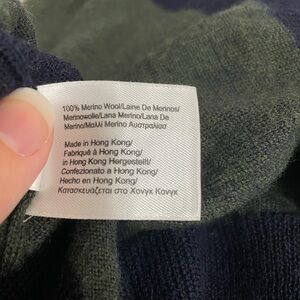 100% Merino Wool/Laine De Merinos/
Merinowolle/Lana Merino/Lana De
Merino/Μαλλί Merino Αυστραλίας
Made in Hong Kong/
Fabriqué à Hong Kong/
in Hong Kong Hergestellt/
Confezionato a Hong Kong/
Hecho en Hong Kong/
Κατασκευάζεται στο Χονγκ Κονγκ